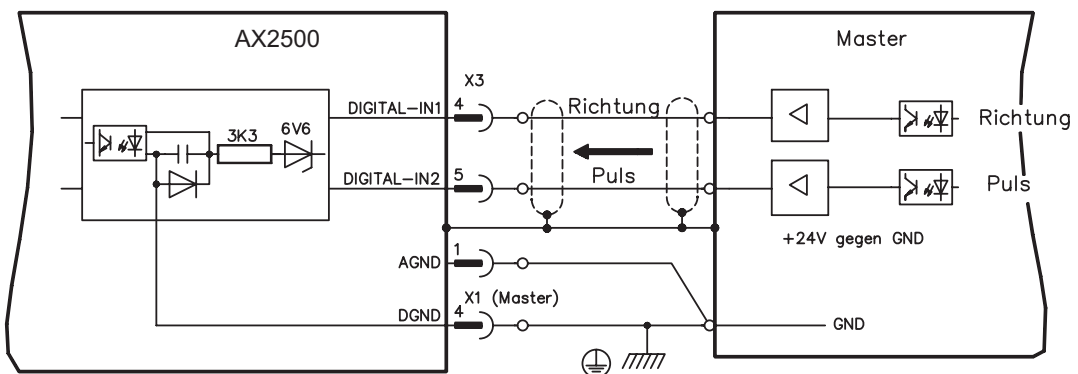 AX2500
Master
X3
DIGITAL-IN1 4 Richtung Richtung
3K3 6V6
DIGITAL-IN2 5 Puls Puls
+24V gegen GND
AGND 1
X1 (Master)
DGND 4 GND